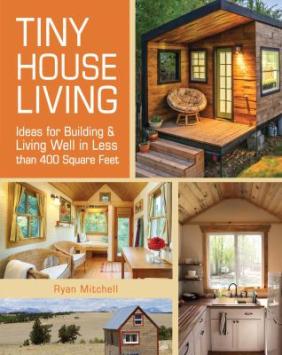 TINY
HOUSE
LIVING
Ideas for Building &
Living Well in Less
than 400 Square Feet
Ryan Mitchell